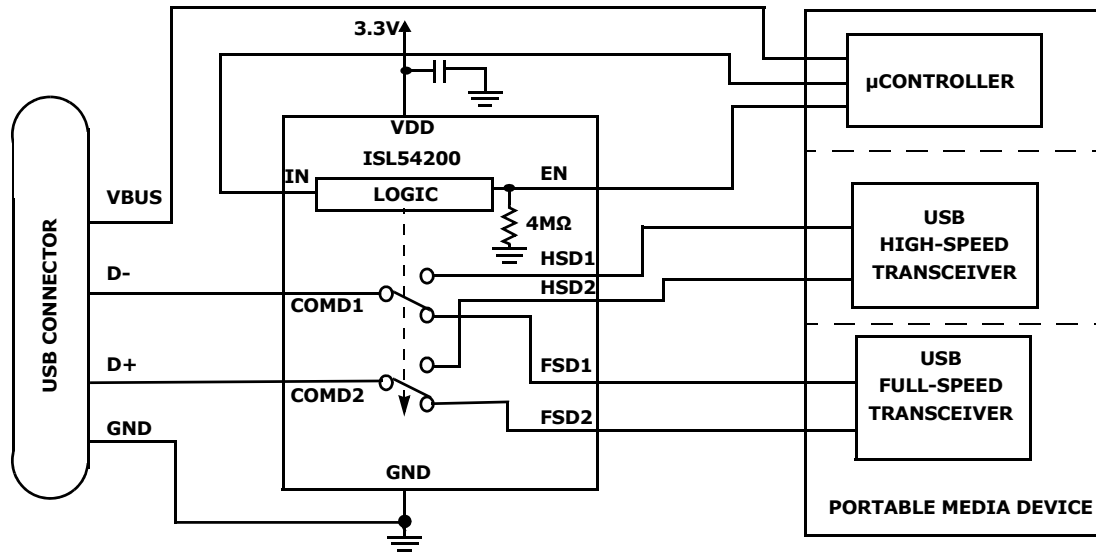 3.3V
µCONTROLLER
VDD
ISL54200
IN
LOGIC
EN
4MΩ
USB CONNECTOR
VBUS
D-
D+
GND
COMD1
COMD2
HSD1
HSD2
FSD1
FSD2
GND
USB
HIGH-SPEED
TRANSCEIVER
USB
FULL-SPEED
TRANSCEIVER
PORTABLE MEDIA DEVICE